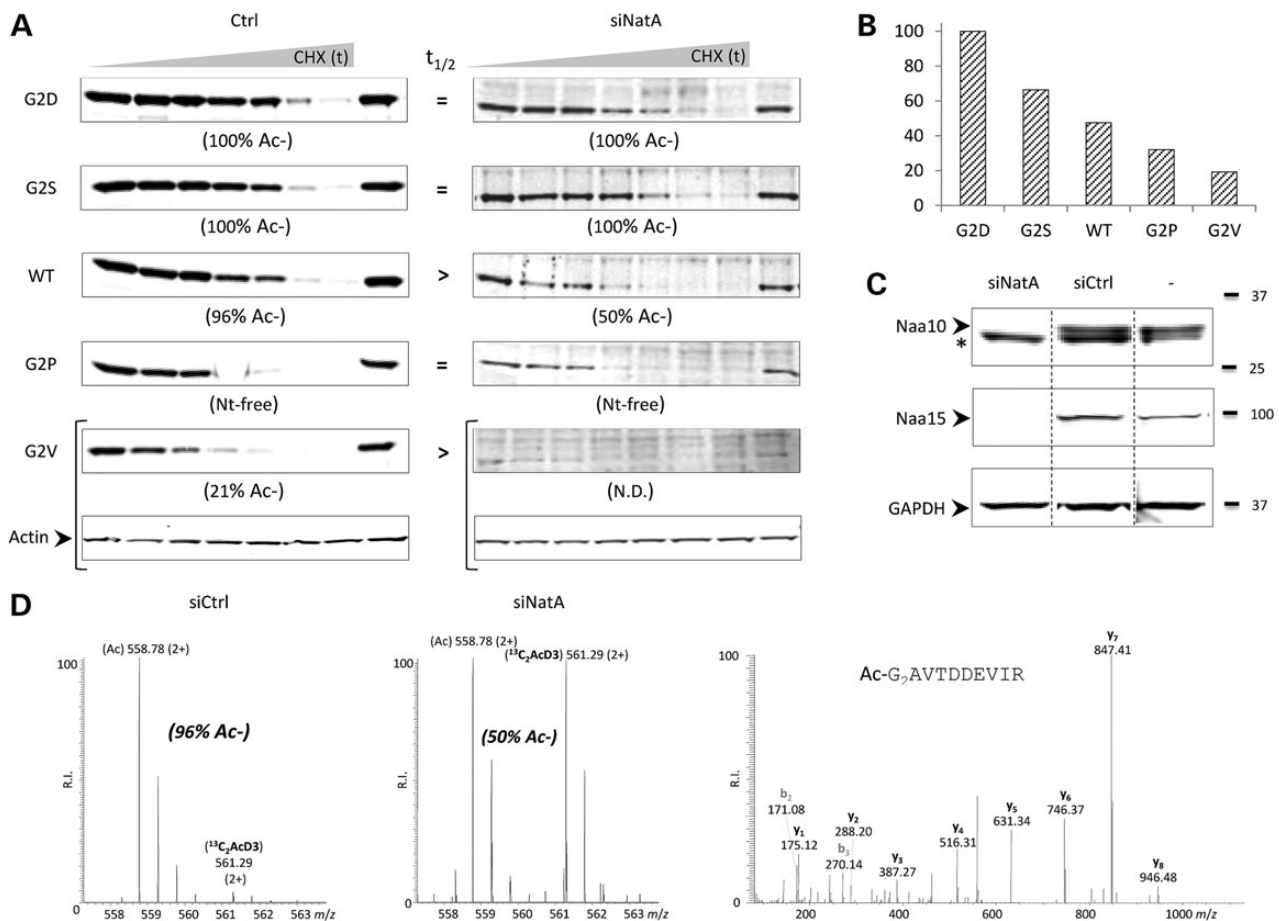 A
Ctrl
siNatA
CHX (t)
t1/2
CHX (t)
G2D
=
(100% Ac-)
(100% Ac-)
G2S
=
(100% Ac-)
(100% Ac-)
WT
>
(96% Ac-)
(50% Ac-)
G2P
=
(Nt-free)
(Nt-free)
G2V
>
(21% Ac-)
(N.D.)
Actin
B
100
80
60
40
20
0
G2D G2S WT G2P G2V
C
siNatA siCtrl -
Naa10
*
37
25
Naa15
100
GAPDH
37
D
siCtrl
100
R.I.
(Ac) 558.78 (2+)
(96% Ac-)
(13C2AcD3)
561.29
(2+)
558 559 560 561 562 563 m/z
siNatA
100
R.I.
(Ac) 558.78 (2+)
(13C2AcD3) 561.29 (2+)
(50% Ac-)
558 559 560 561 562 563 m/z
100
R.I.
Ac-G2AVTDDEVIR
b2
171.08
y1
175.12
y2
288.20
b3
270.14
y3
387.27
y4
516.31
y5
631.34
y6
746.37
y7
847.41
y8
946.48
200 400 600 800 1000 m/z